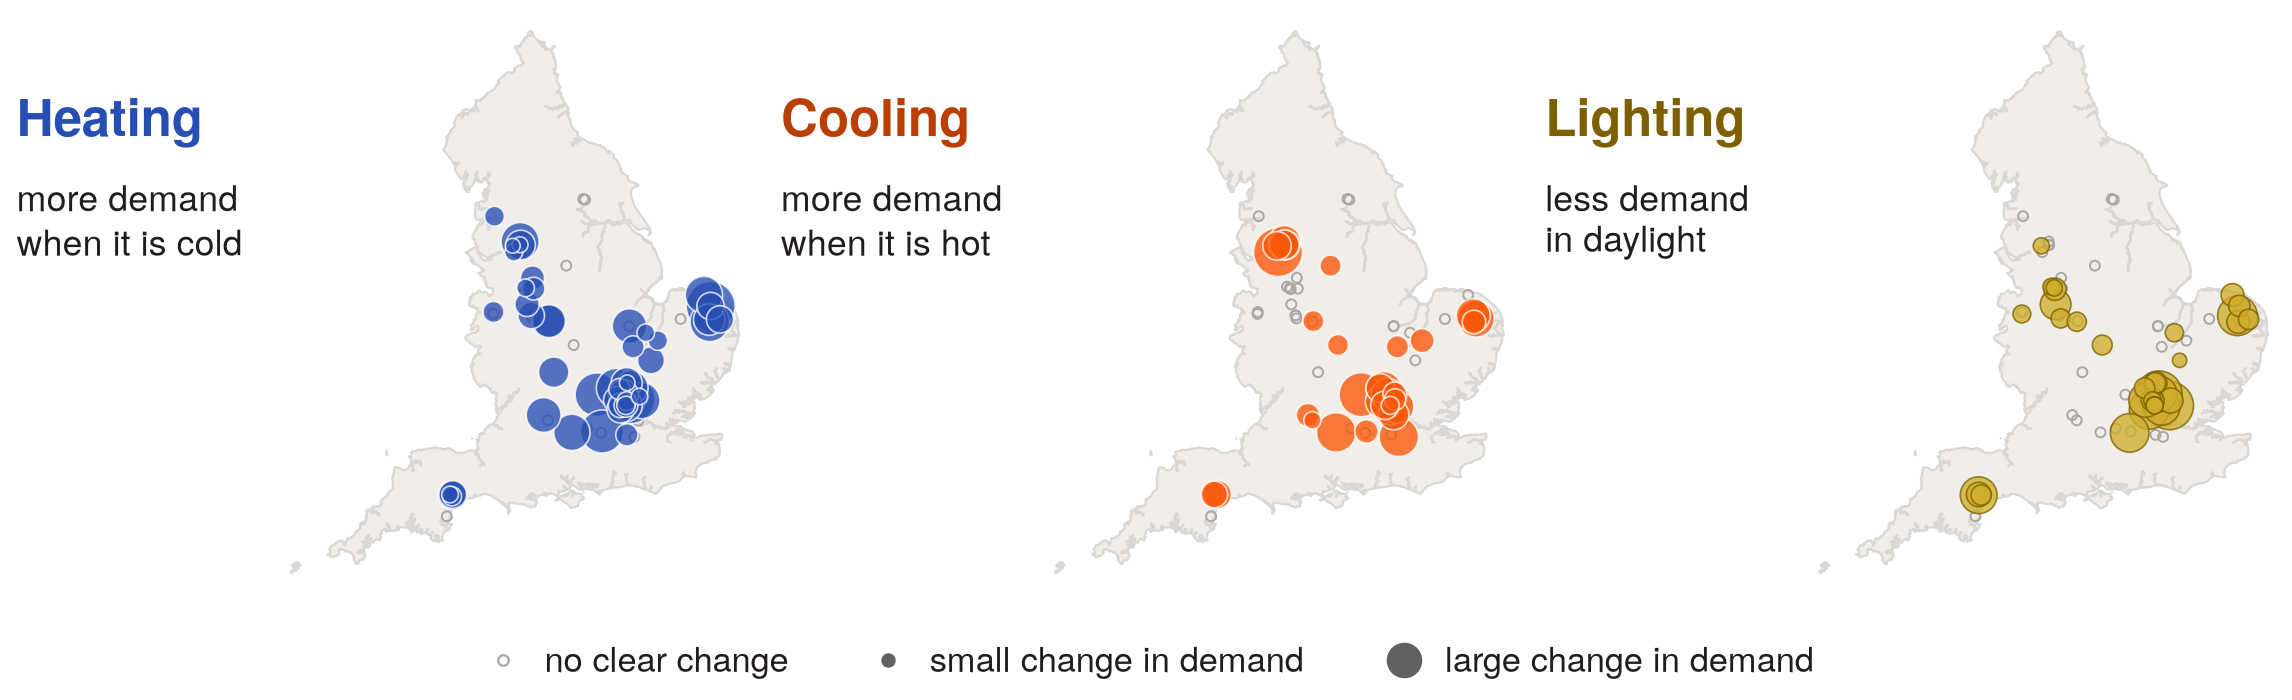 Heating
more demand
when it is cold
Cooling
more demand
when it is hot
Lighting
less demand
in daylight
no clear change
small change in demand
large change in demand